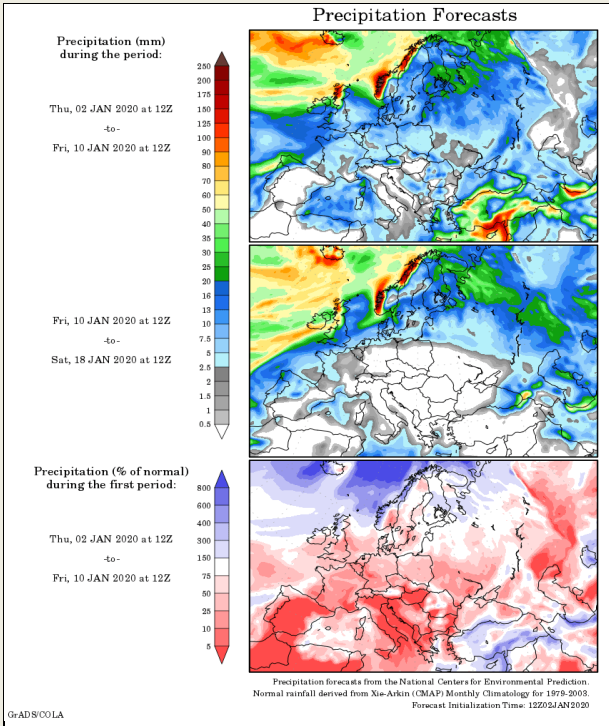 Precipitation Forecasts
Precipitation (mm)
during the period:
Thu, 02 JAN 2020 at 12Z
-to-
Fri, 10 JAN 2020 at 12Z
250
200
175
150
125
100
90
80
70
60
50
40
35
30
25
20
16
13
10
7.5
5
2.5
2
1.5
1
0.5
Fri, 10 JAN 2020 at 12Z
-to-
Sat, 18 JAN 2020 at 12Z
Precipitation (% of normal)
during the first period:
Thu, 02 JAN 2020 at 12Z
-to-
Fri, 10 JAN 2020 at 12Z
800
600
400
300
150
75
50
25
10
5
Precipitation forecasts from the National Centers for Environmental Prediction.
Normal rainfall derived from Xie-Arkin (CMAP) Monthly Climatology for 1979-2003.
Forecast Initialization Time: 12Z02JAN2020
GrADS/COLA